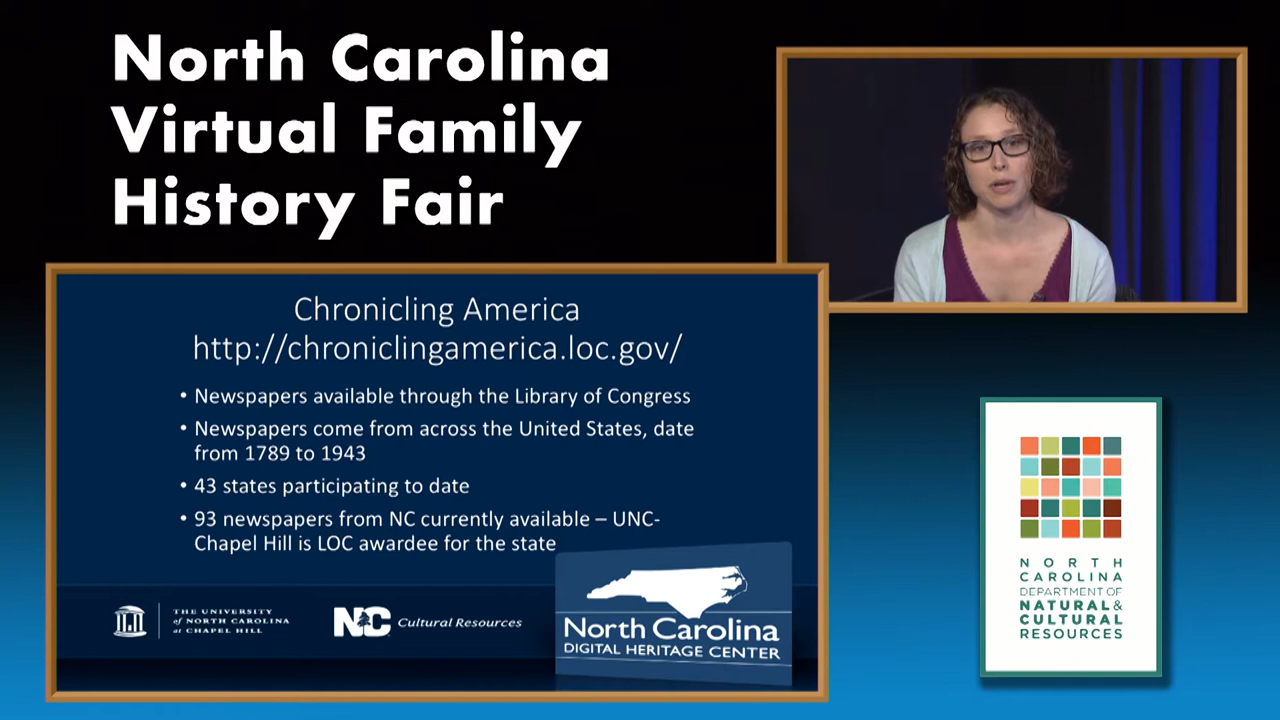 North Carolina
Virtual Family
History Fair
Chronicling America
http://chroniclingamerica.loc.gov/
• Newspapers available through the Library of Congress
• Newspapers come from across the United States, date
from 1789 to 1943
• 43 states participating to date
• 93 newspapers from NC currently available – UNC-
Chapel Hill is LOC awardee for the state
THE UNIVERSITY
of NORTH CAROLINA
at CHAPEL HILL
NC Cultural Resources
North Carolina
DIGITAL HERITAGE CENTER
NORTH
CAROLINA
DEPARTMENT OF
NATURAL &
CULTURAL
RESOURCES